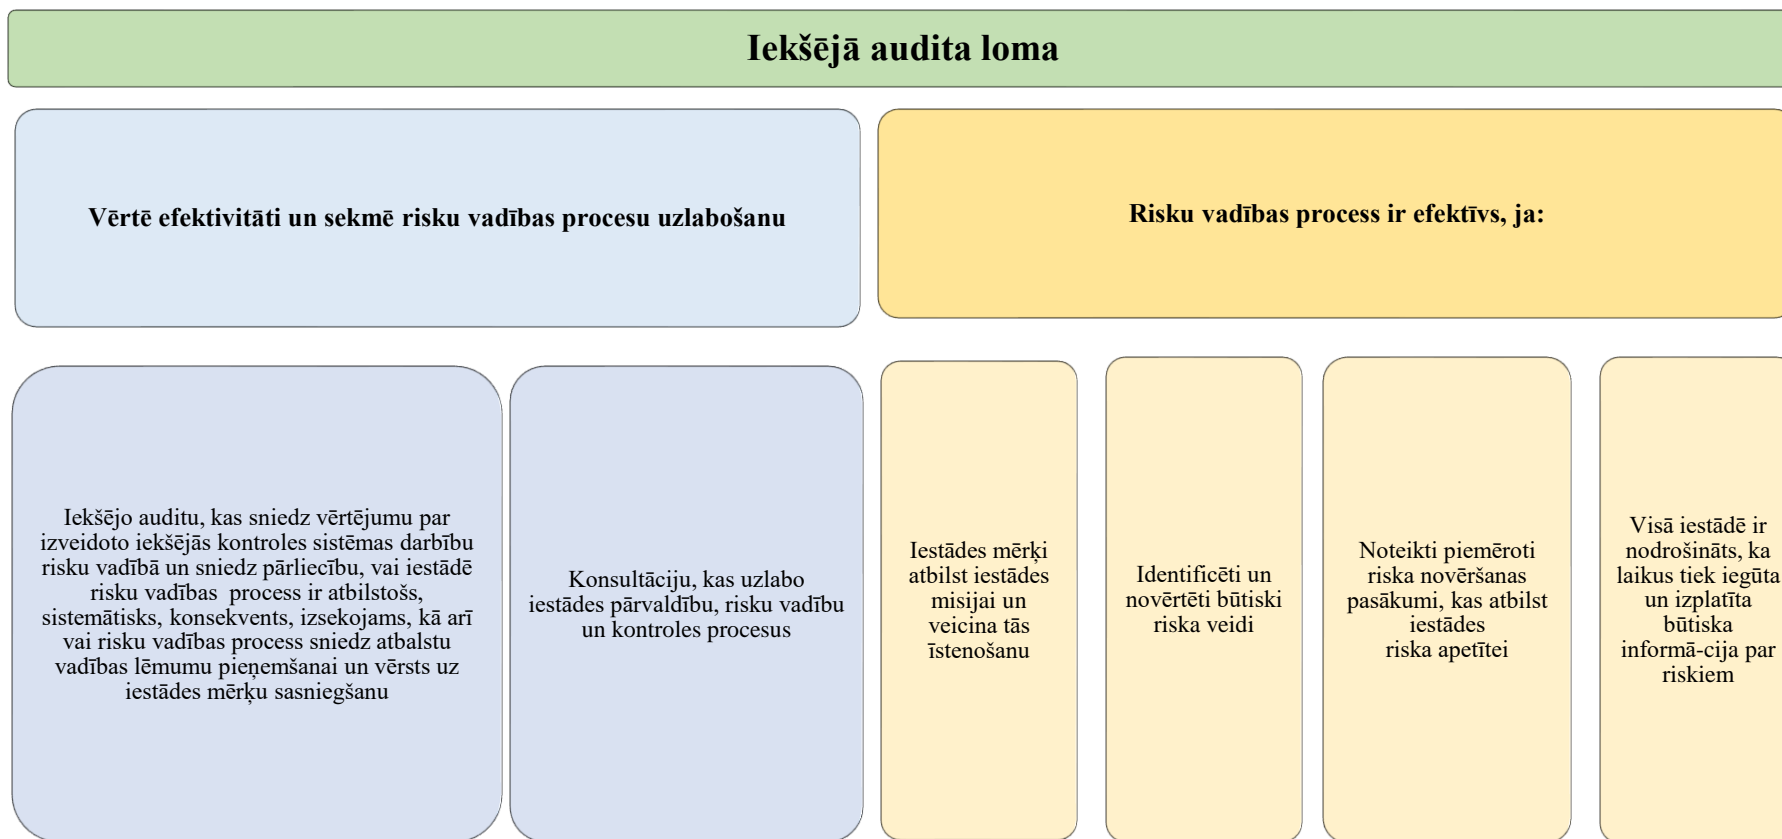 Iekšējā audita loma
Vērtē efektivitāti un sekmē risku vadības procesu uzlabošanu
Risku vadības process ir efektīvs, ja:
Iekšējo auditu, kas sniedz vērtējumu par
izveidoto iekšējās kontroles sistēmas darbību
risku vadībā un sniedz pārliecību, vai iestādē
risku vadības  process ir atbilstošs,
sistemātisks, konsekvents, izsekojams, kā arī
vai risku vadības process sniedz atbalstu
vadības lēmumu pieņemšanai un vērsts uz
iestādes mērķu sasniegšanu
Konsultāciju, kas uzlabo
iestādes pārvaldību, risku vadību
un kontroles procesus
Iestādes mērķi
atbilst iestādes
misijai un
veicina tās
īstenošanu
Identificēti un
novērtēti būtiski
riska veidi
Noteikti piemēroti
riska novēršanas
pasākumi, kas atbilst
iestādes
riska apetītei
Visā iestādē ir
nodrošināts, ka
laikus tiek iegūta
un izplatīta
būtiska
informā-cija par
riskiem